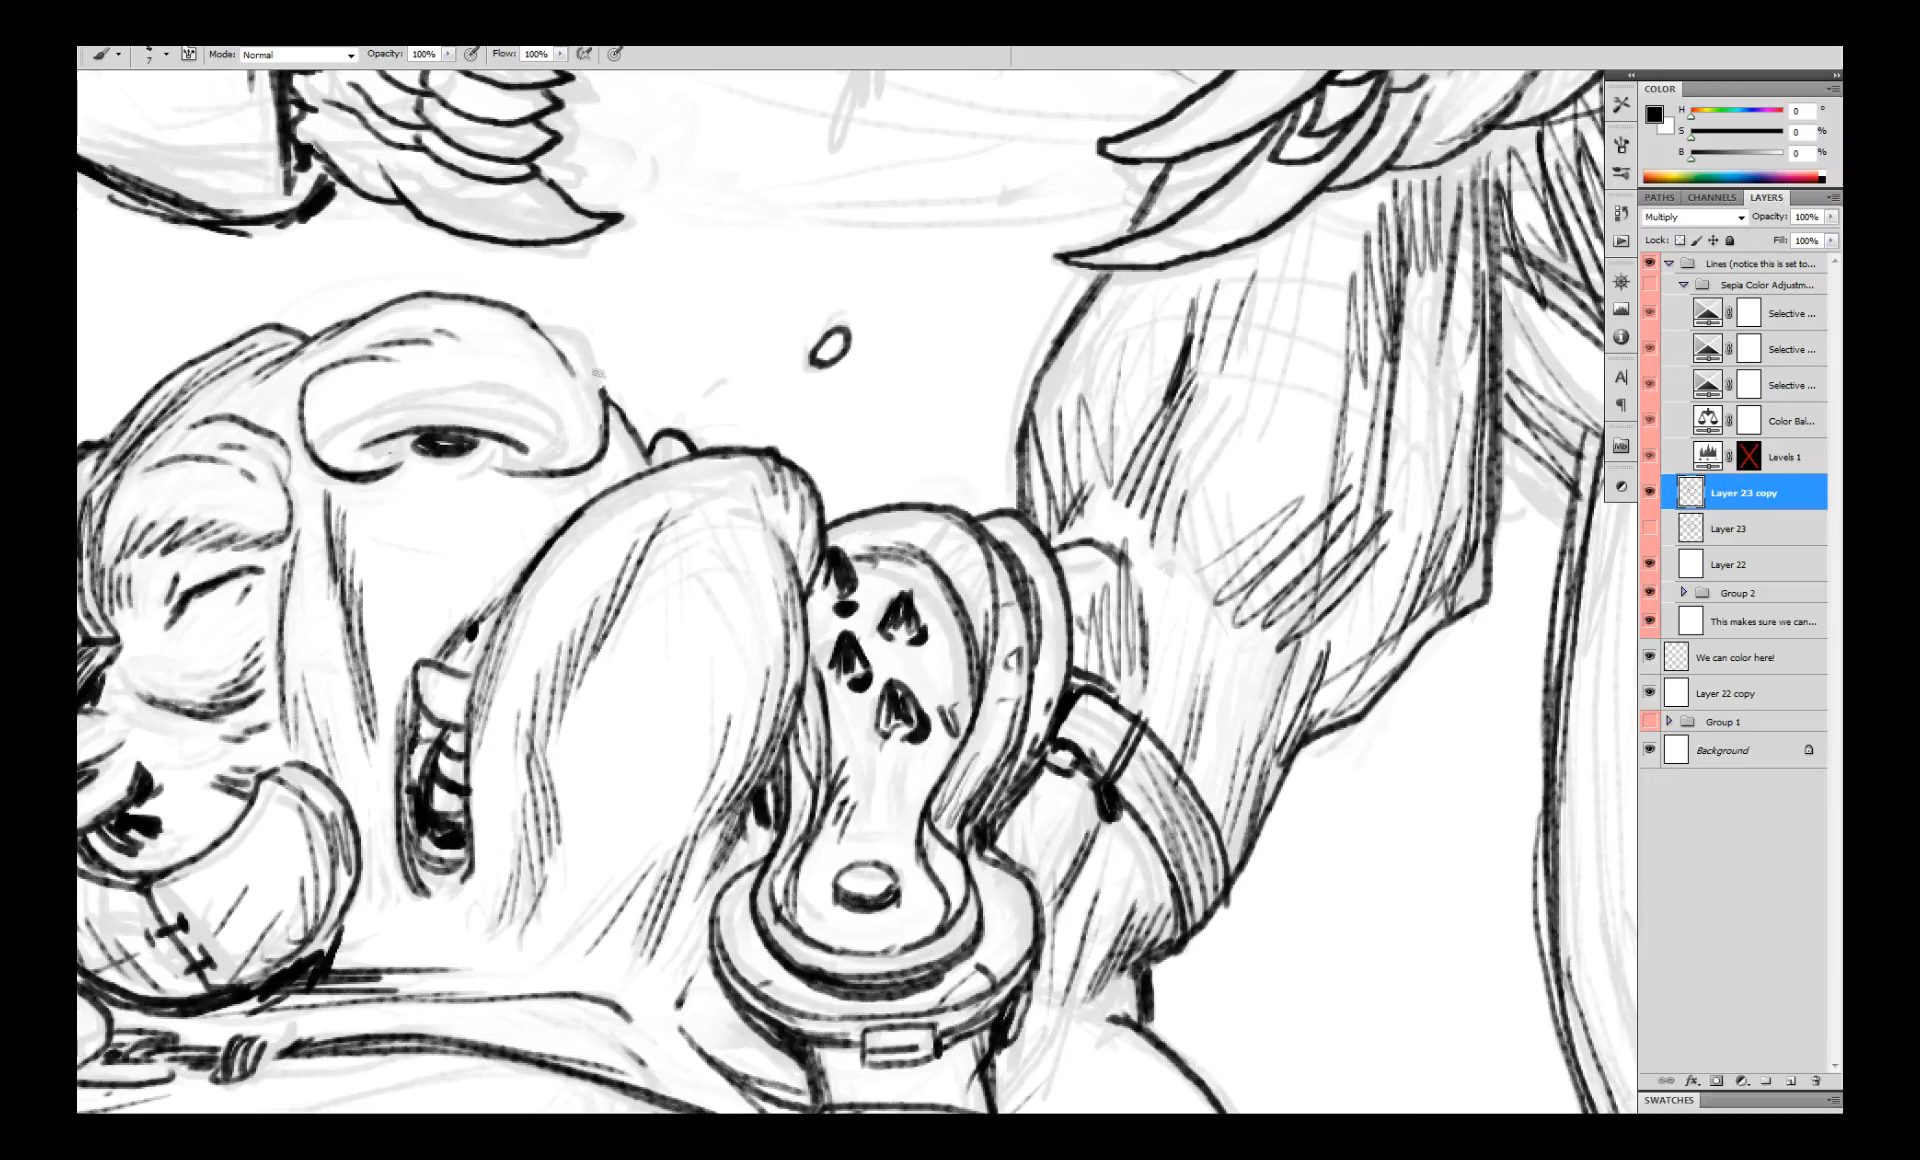 7 Mode: Normal Opacity: 100% Flow: 100%
COLOR
H 0 °
S 0 %
B 0 %
PATHS CHANNELS LAYERS
Multiply Opacity: 100%
Lock: Fill: 100%
Lines (notice this is set to...
Sepia Color Adjustm...
Selective ...
Selective ...
Selective ...
Color Bal...
Levels 1
Layer 23 copy
Layer 23
Layer 22
Group 2
This makes sure we can...
We can color here!
Layer 22 copy
Group 1
Background
fx.
SWATCHES
A
Mb